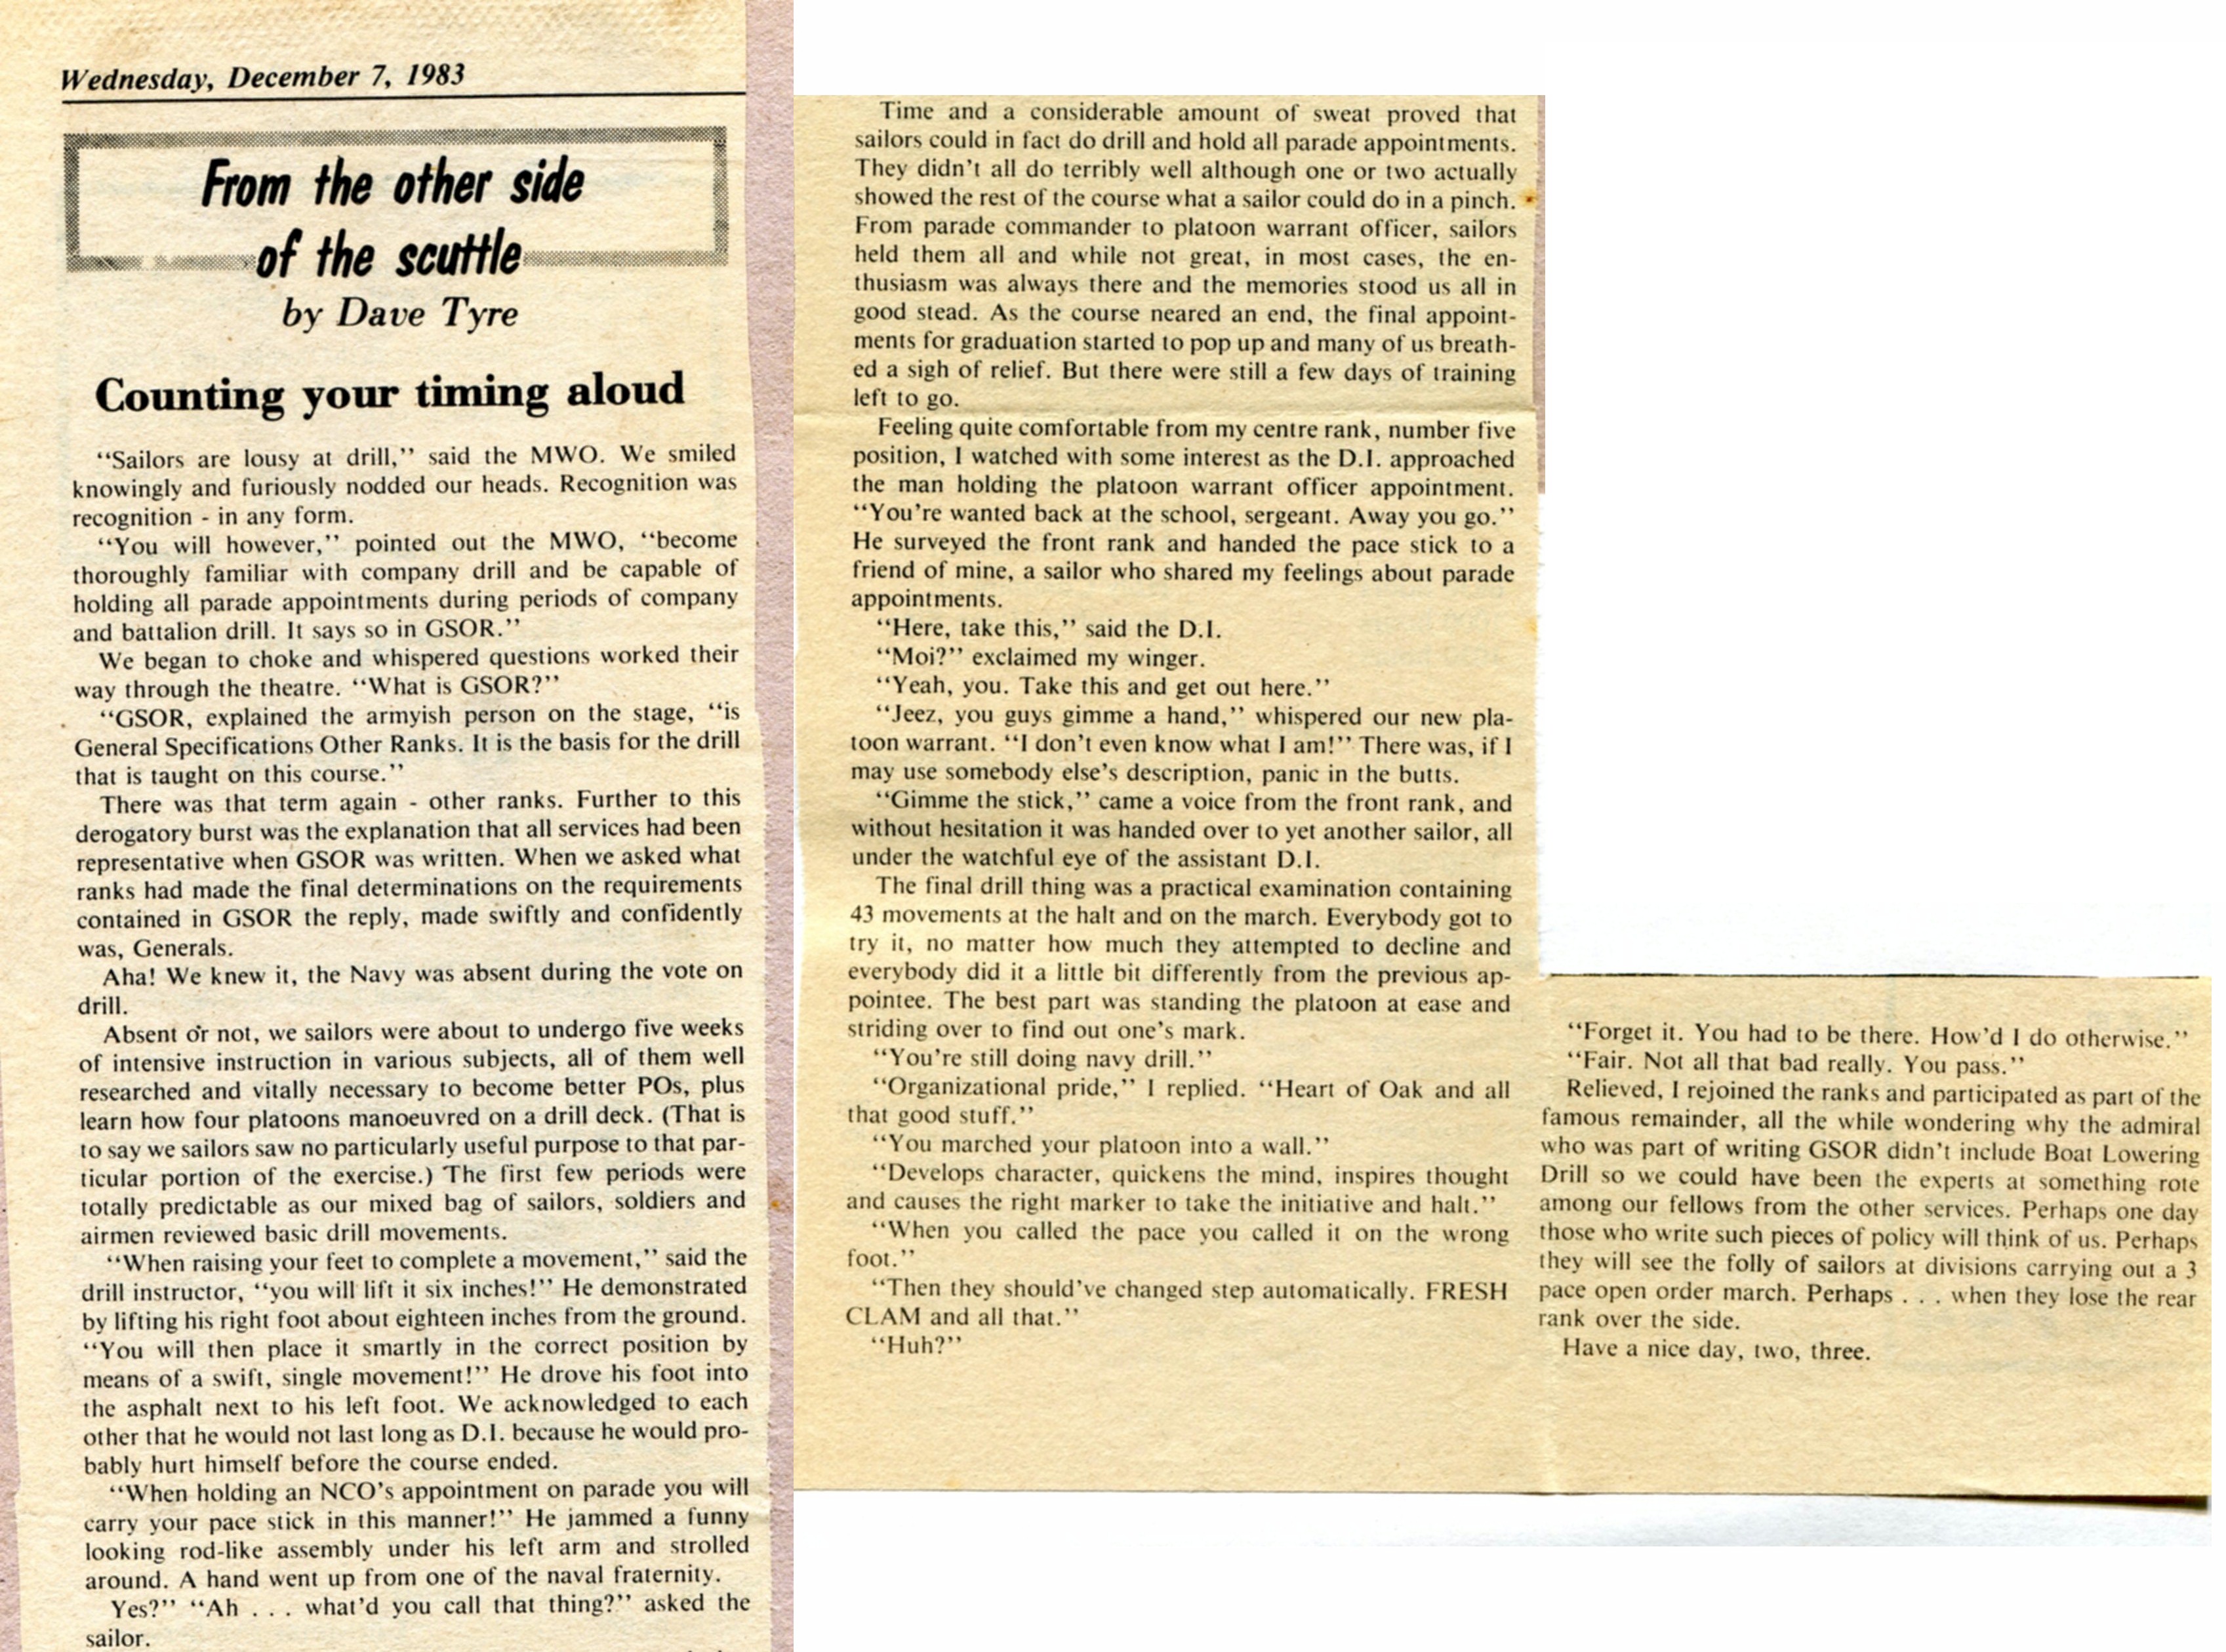 Wednesday, December 7, 1983
From the other side
of the scuttle
by Dave Tyre
Counting your timing aloud
“Sailors are lousy at drill,” said the MWO. We smiled
knowingly and furiously nodded our heads. Recognition was
recognition - in any form.
“You will however,” pointed out the MWO, “become
thoroughly familiar with company drill and be capable of
holding all parade appointments during periods of company
and battalion drill. It says so in GSOR.”
We began to choke and whispered questions worked their
way through the theatre. “What is GSOR?”
“GSOR, explained the armyish person on the stage, “is
General Specifications Other Ranks. It is the basis for the drill
that is taught on this course.”
There was that term again - other ranks. Further to this
derogatory burst was the explanation that all services had been
representative when GSOR was written. When we asked what
ranks had made the final determinations on the requirements
contained in GSOR the reply, made swiftly and confidently
was, Generals.
Aha! We knew it, the Navy was absent during the vote on
drill.
Absent or not, we sailors were about to undergo five weeks
of intensive instruction in various subjects, all of them well
researched and vitally necessary to become better POs, plus
learn how four platoons manoeuvred on a drill deck. (That is
to say we sailors saw no particularly useful purpose to that par-
ticular portion of the exercise.) The first few periods were
totally predictable as our mixed bag of sailors, soldiers and
airmen reviewed basic drill movements.
“When raising your feet to complete a movement,” said the
drill instructor, “you will lift it six inches!” He demonstrated
by lifting his right foot about eighteen inches from the ground.
“You will then place it smartly in the correct position by
means of a swift, single movement!” He drove his foot into
the asphalt next to his left foot. We acknowledged to each
other that he would not last long as D.I. because he would pro-
bably hurt himself before the course ended.
“When holding an NCO’s appointment on parade you will
carry your pace stick in this manner!” He jammed a funny
looking rod-like assembly under his left arm and strolled
around. A hand went up from one of the naval fraternity.
Yes?” “Ah . . . what’d you call that thing?” asked the
sailor.
Time and a considerable amount of sweat proved that
sailors could in fact do drill and hold all parade appointments.
They didn’t all do terribly well although one or two actually
showed the rest of the course what a sailor could do in a pinch.
From parade commander to platoon warrant officer, sailors
held them all and while not great, in most cases, the en-
thusiasm was always there and the memories stood us all in
good stead. As the course neared an end, the final appoint-
ments for graduation started to pop up and many of us breath-
ed a sigh of relief. But there were still a few days of training
left to go.
Feeling quite comfortable from my centre rank, number five
position, I watched with some interest as the D.I. approached
the man holding the platoon warrant officer appointment.
“You’re wanted back at the school, sergeant. Away you go.”
He surveyed the front rank and handed the pace stick to a
friend of mine, a sailor who shared my feelings about parade
appointments.
“Here, take this,” said the D.I.
“Moi?” exclaimed my winger.
“Yeah, you. Take this and get out here.”
“Jeez, you guys gimme a hand,” whispered our new pla-
toon warrant. “I don’t even know what I am!” There was, if I
may use somebody else’s description, panic in the butts.
“Gimme the stick,” came a voice from the front rank, and
without hesitation it was handed over to yet another sailor, all
under the watchful eye of the assistant D.I.
The final drill thing was a practical examination containing
43 movements at the halt and on the march. Everybody got to
try it, no matter how much they attempted to decline and
everybody did it a little bit differently from the previous ap-
pointee. The best part was standing the platoon at ease and
striding over to find out one’s mark.
“You’re still doing navy drill.”
“Organizational pride,” I replied. “Heart of Oak and all
that good stuff.”
“You marched your platoon into a wall.”
“Develops character, quickens the mind, inspires thought
and causes the right marker to take the initiative and halt.”
“When you called the pace you called it on the wrong
foot.”
“Then they should’ve changed step automatically. FRESH
CLAM and all that.”
“Huh?”
“Forget it. You had to be there. How’d I do otherwise.”
“Fair. Not all that bad really. You pass.”
Relieved, I rejoined the ranks and participated as part of the
famous remainder, all the while wondering why the admiral
who was part of writing GSOR didn’t include Boat Lowering
Drill so we could have been the experts at something rote
among our fellows from the other services. Perhaps one day
those who write such pieces of policy will think of us. Perhaps
they will see the folly of sailors at divisions carrying out a 3
pace open order march. Perhaps . . . when they lose the rear
rank over the side.
Have a nice day, two, three.